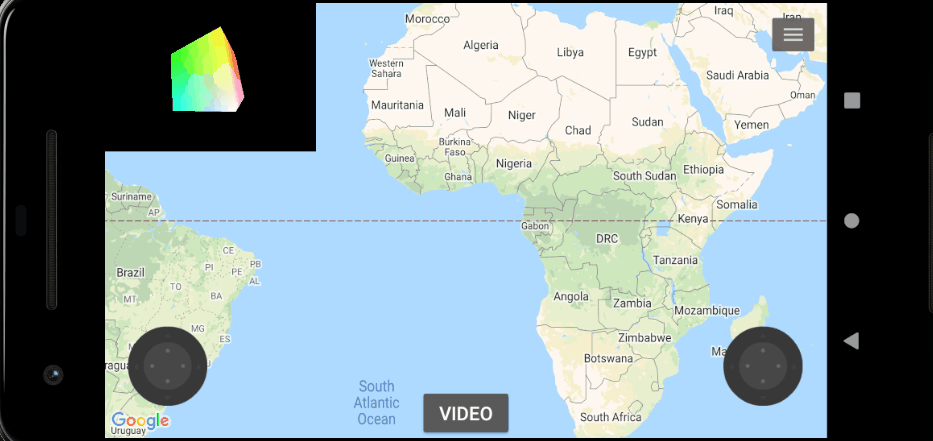 Morocco
Iraq
Iran
Algeria
Libya
Egypt
Western
Sahara
Saudi Arabia
Oman
Mauritania
Mali
Niger
Chad
Sudan
Yemen
Burkina
Faso
Guinea
Ghana
Nigeria
South Sudan
Ethiopia
Suriname
AP
Somalia
Gabon
Kenya
DRC
CE
PB
PI
PE
AL
Brazil
MT
TO
BA
Tanzania
Angola
Zambia
Mozambique
MG
ES
Zimbabwe
Ma
Botswana
South
Atlantic
Ocean
VIDEO
South Africa
Google
Uruguay